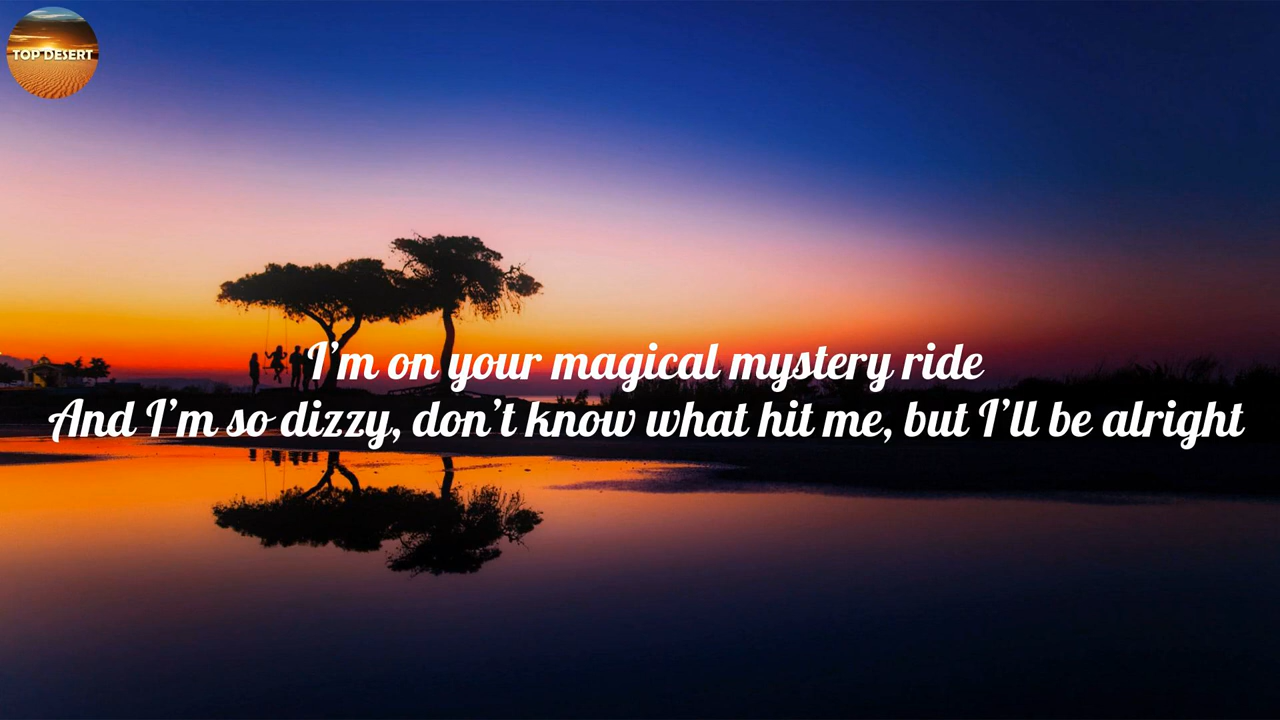 TOP DESERT
I'm on your magical mystery ride
And I'm so dizzy, don't know what hit me, but I'll be alright